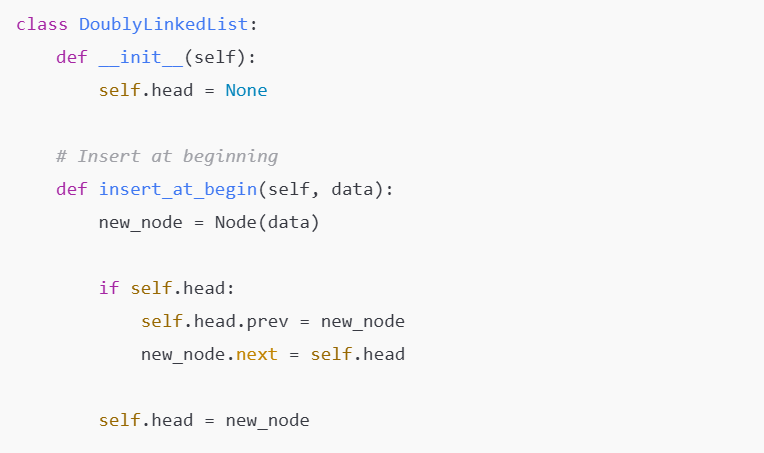 class DoublyLinkedList:
    def __init__(self):
        self.head = None
    # Insert at beginning
    def insert_at_begin(self, data):
        new_node = Node(data)
        if self.head:
            self.head.prev = new_node
            new_node.next = self.head
        self.head = new_node